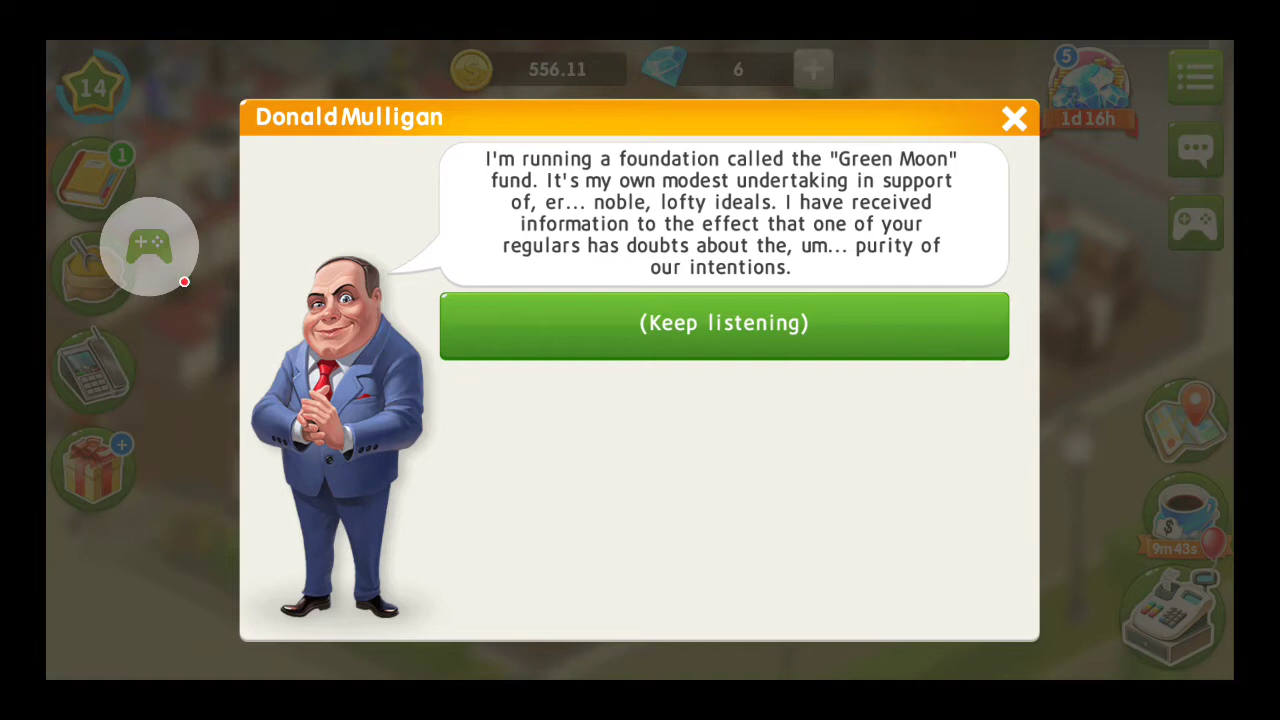 14
556.11
6
5
1d 16h
Donald Mulligan
1
I'm running a foundation called the "Green Moon"
fund. It's my own modest undertaking in support
of, er... noble, lofty ideals. I have received
information to the effect that one of your
regulars has doubts about the, um... purity of
our intentions.
(Keep listening)
9m 43s